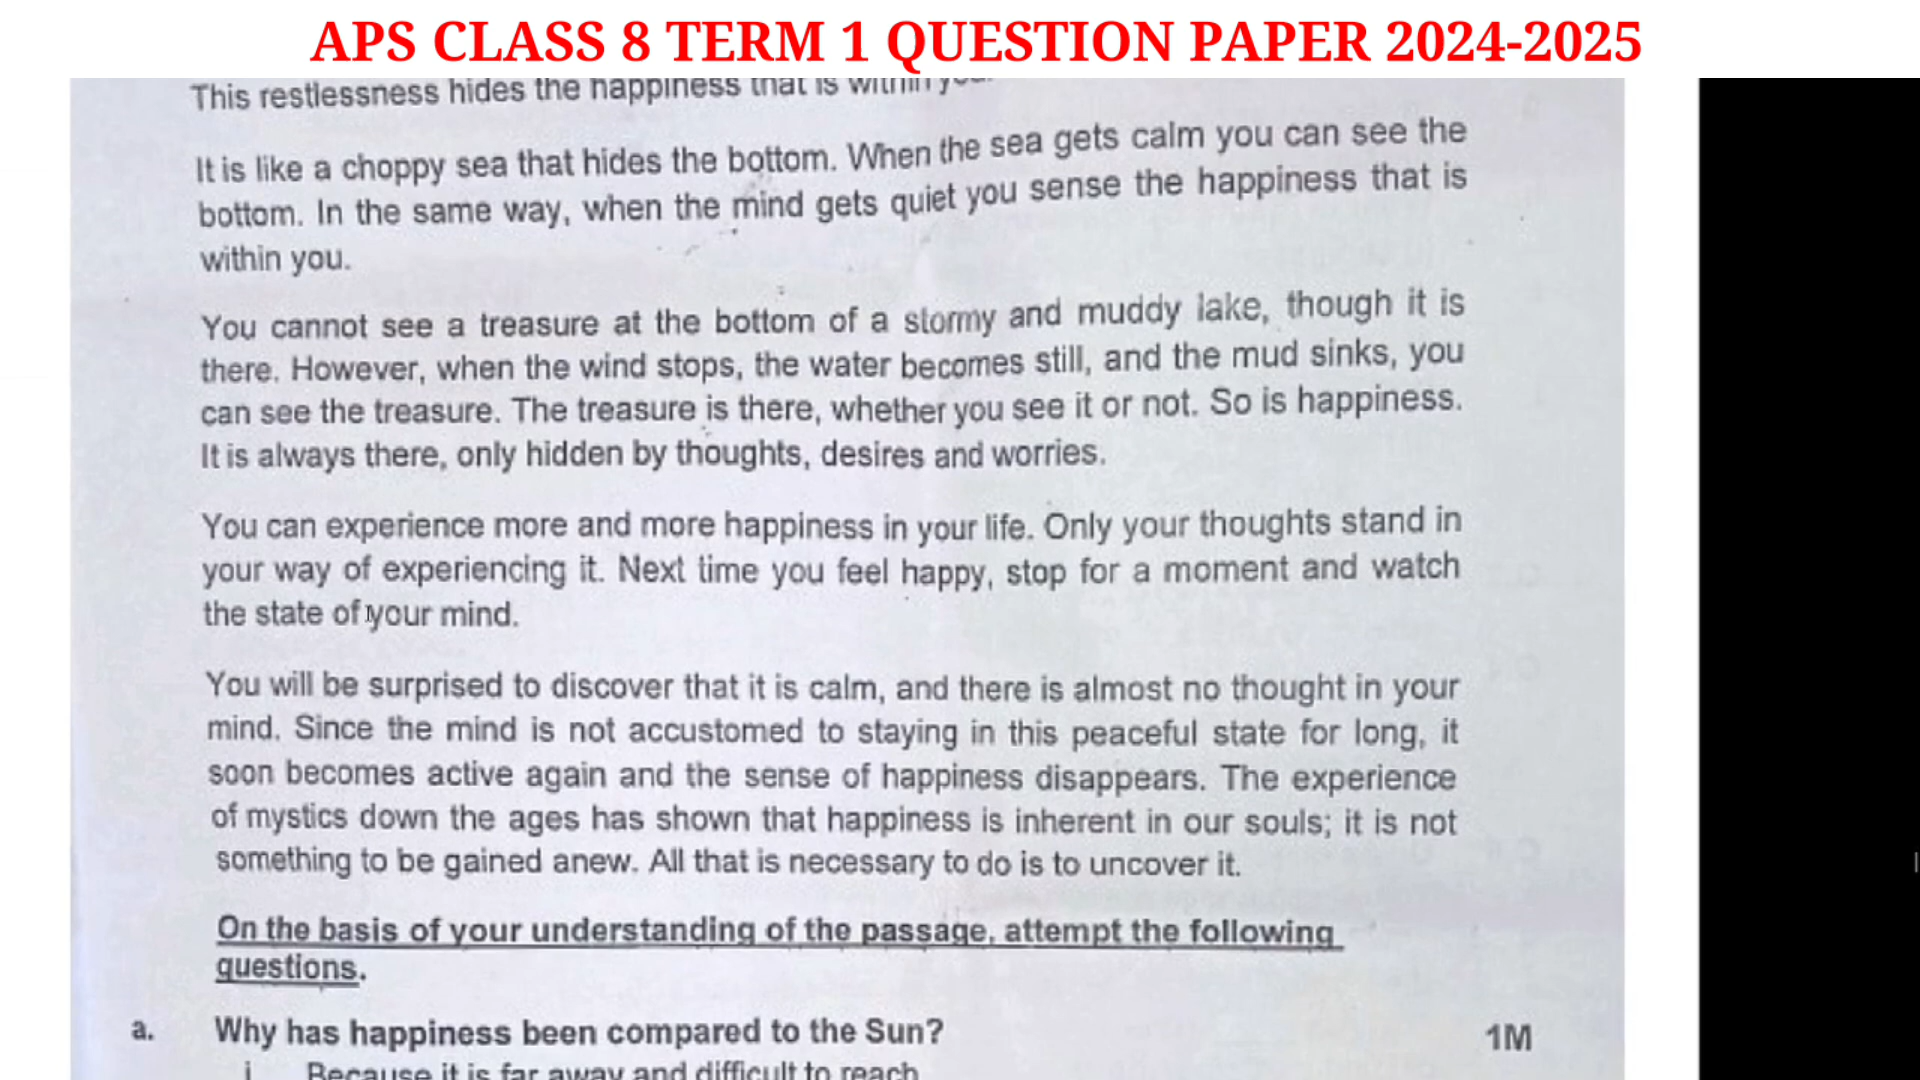 APS CLASS 8 TERM 1 QUESTION PAPER 2024-2025
This restlessness hides the happiness that is within you.
It is like a choppy sea that hides the bottom. When the sea gets calm you can see the
bottom. In the same way, when the mind gets quiet you sense the happiness that is
within you.
You cannot see a treasure at the bottom of a stormy and muddy lake, though it is
there. However, when the wind stops, the water becomes still, and the mud sinks, you
can see the treasure. The treasure is there, whether you see it or not. So is happiness.
It is always there, only hidden by thoughts, desires and worries.
You can experience more and more happiness in your life. Only your thoughts stand in
your way of experiencing it. Next time you feel happy, stop for a moment and watch
the state of your mind.
You will be surprised to discover that it is calm, and there is almost no thought in your
mind. Since the mind is not accustomed to staying in this peaceful state for long, it
soon becomes active again and the sense of happiness disappears. The experience
of mystics down the ages has shown that happiness is inherent in our souls; it is not
something to be gained anew. All that is necessary to do is to uncover it.
On the basis of your understanding of the passage, attempt the following
questions.
a. Why has happiness been compared to the Sun? 1M
i Because it is far away and difficult to reach